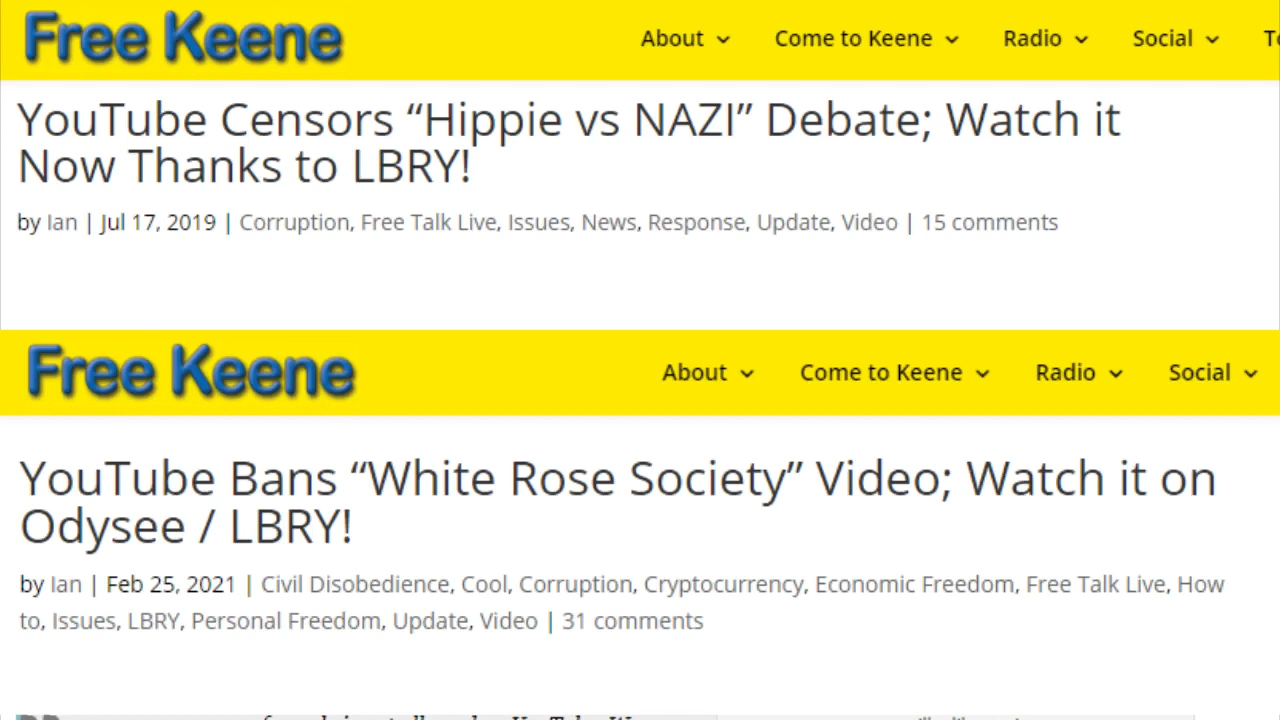 Free Keene About Come to Keene Radio Social
YouTube Censors “Hippie vs NAZI” Debate; Watch it
Now Thanks to LBRY!
by Ian | Jul 17, 2019 | Corruption, Free Talk Live, Issues, News, Response, Update, Video | 15 comments
Free Keene About Come to Keene Radio Social
YouTube Bans “White Rose Society” Video; Watch it on
Odysee / LBRY!
by Ian | Feb 25, 2021 | Civil Disobedience, Cool, Corruption, Cryptocurrency, Economic Freedom, Free Talk Live, How
to, Issues, LBRY, Personal Freedom, Update, Video | 31 comments